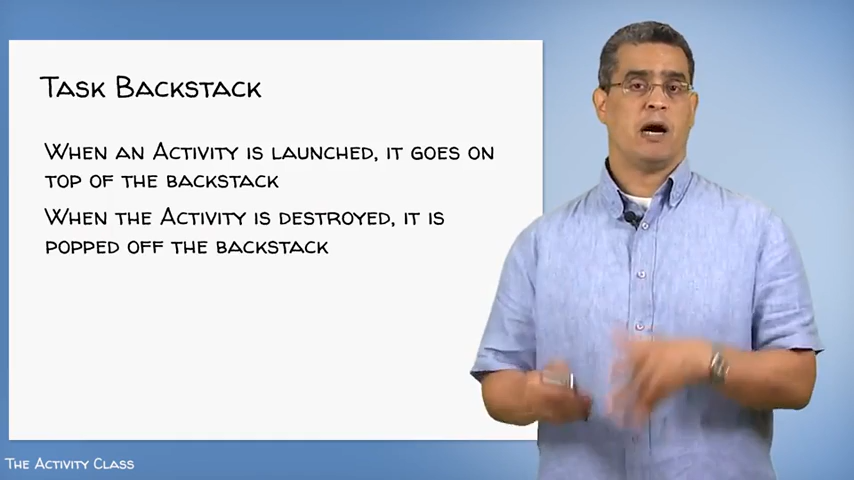 Task Backstack
When an Activity is launched, it goes on
top of the backstack
When the Activity is destroyed, it is
popped off the backstack
The Activity Class